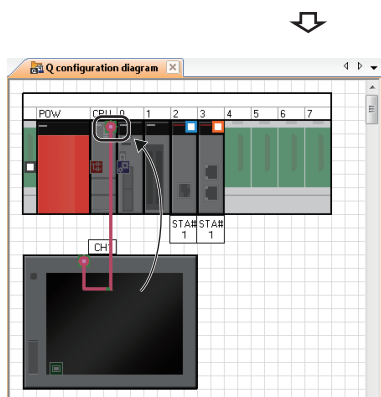 Q configuration diagram
POW CPU 0 1 2 3 4 5 6 7
STA# STA#
1 1
CH1